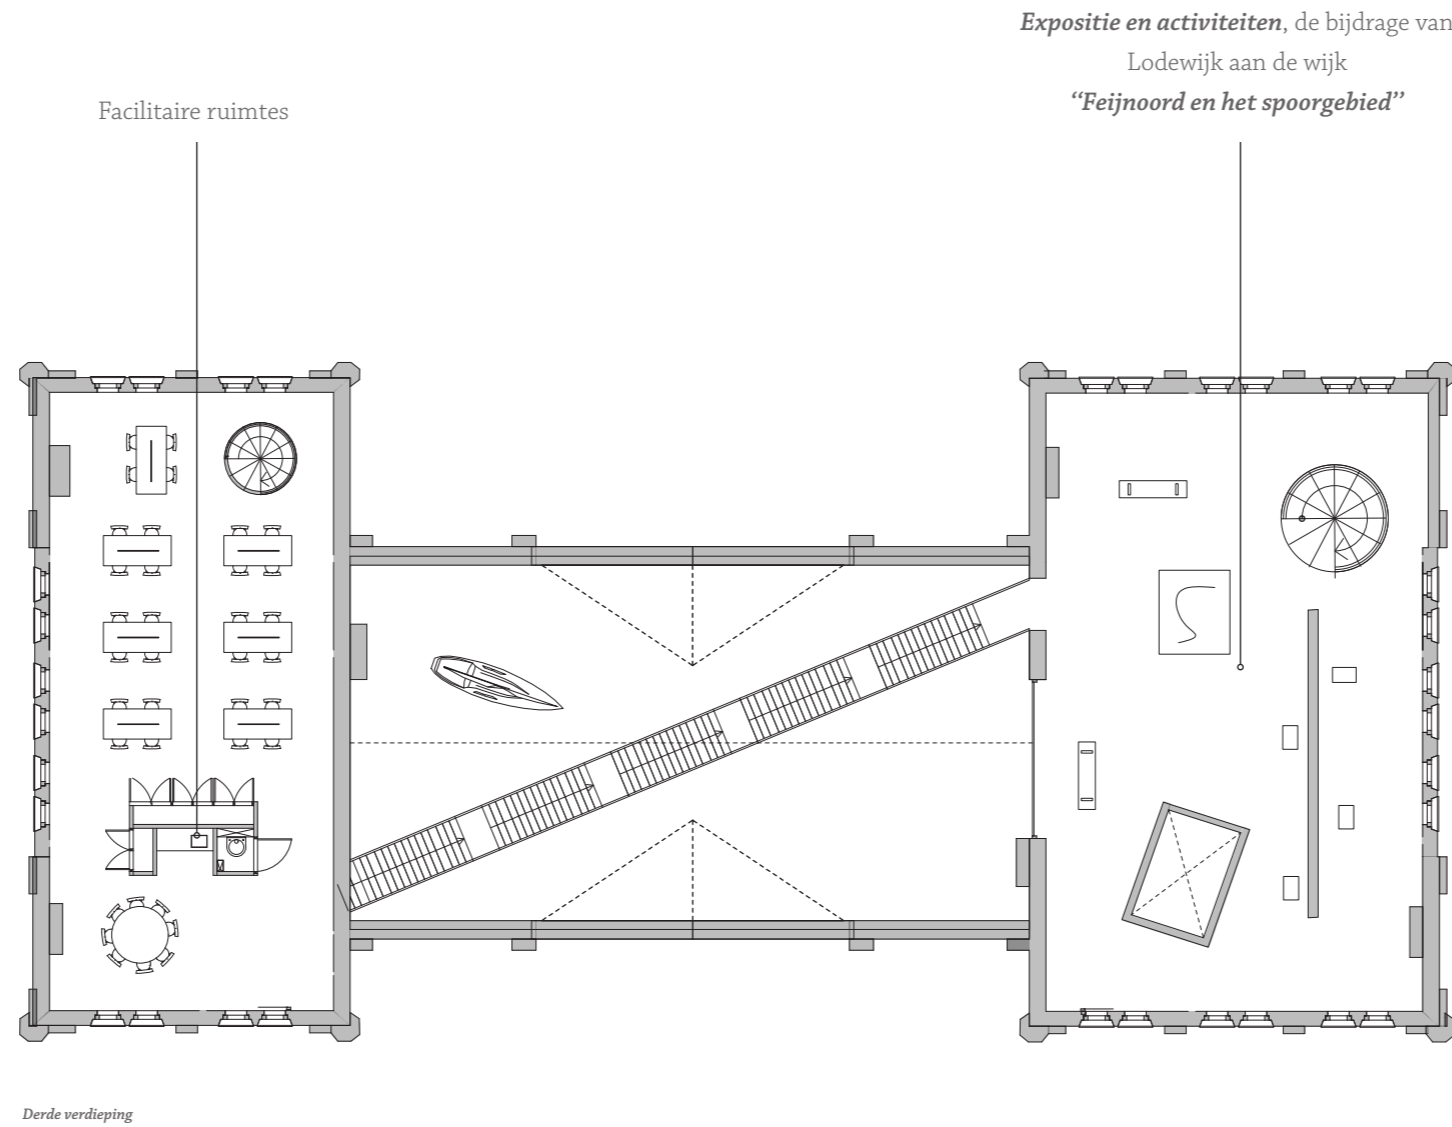 Expositie en activiteiten, de bijdrage van
Lodewijk aan de wijk
“Feijnoord en het spoorgebied”
Facilitaire ruimtes
Derde verdieping